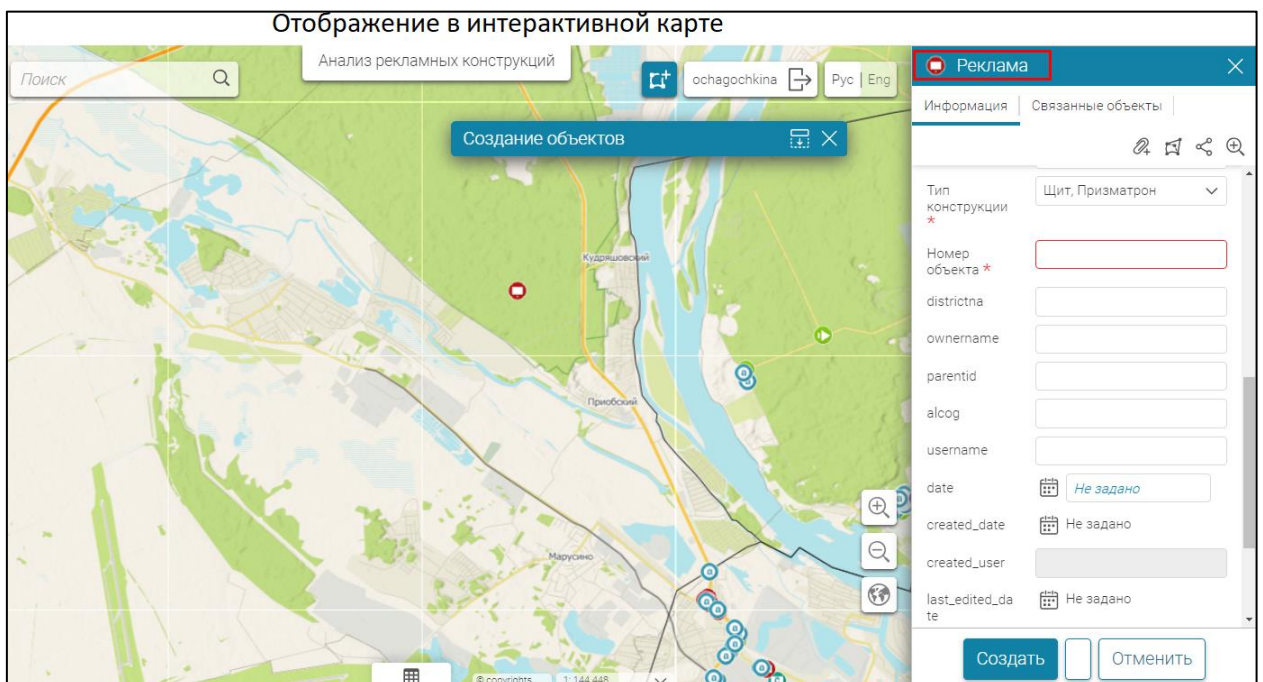 Отображение в интерактивной карте
Поиск
Анализ рекламных конструкций
ochagochkina
Рус | Eng
Создание объектов
Кудряшовский
Приобский
Марусино
© copyrights
1: 144 448
Реклама
Информация
Связанные объекты
Тип
конструкции
*
Щит, Призматрон
Номер
объекта *
districtna
ownername
parentid
alcog
username
date
Не задано
created_date
Не задано
created_user
last_edited_da
te
Не задано
Создать
Отменить